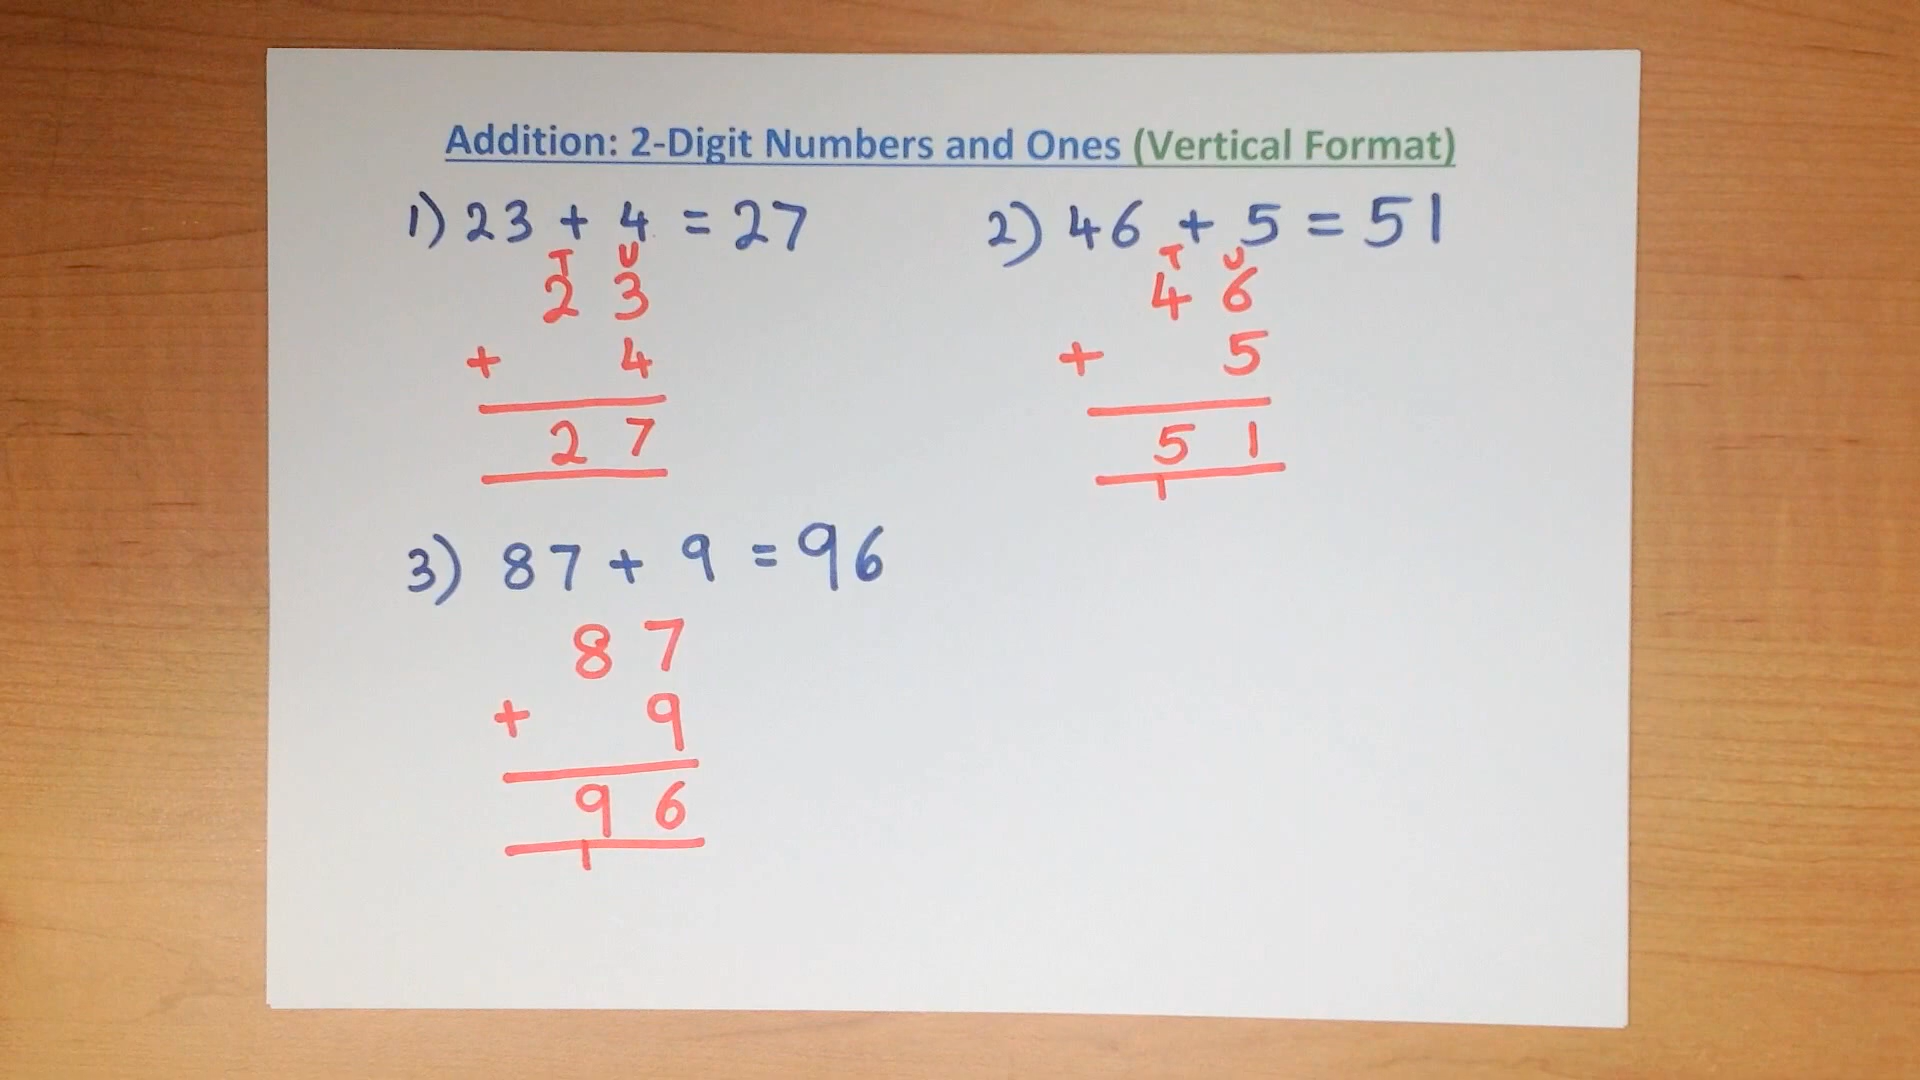 Addition: 2-Digit Numbers and Ones (Vertical Format)
1) 23 + 4 = 27
T U
2 3
+ 4
2 7
2) 46 + 5 = 51
T U
4 6
+ 5
5 1
1
3) 87 + 9 = 96
8 7
+ 9
9 6
1